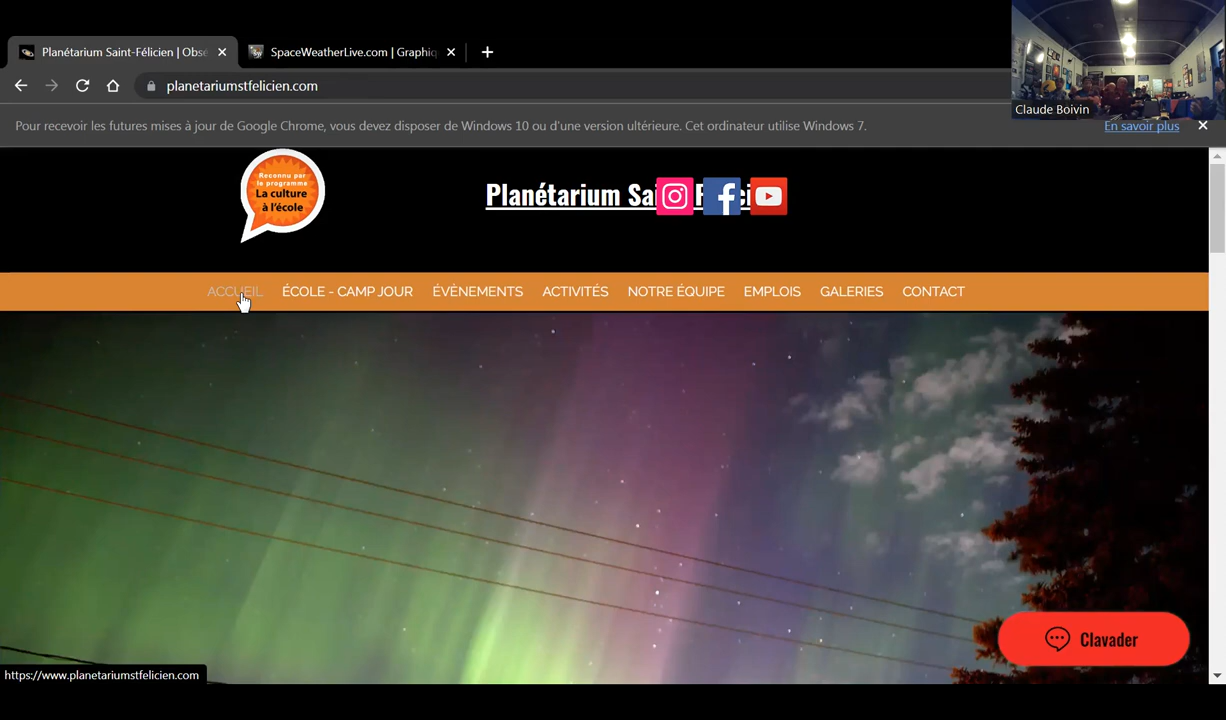 Planétarium Saint-Félicien | Obse
SpaceWeatherLive.com | Graphiq
planetariumstfelicien.com
Claude Boivin
Pour recevoir les futures mises à jour de Google Chrome, vous devez disposer de Windows 10 ou d'une version ultérieure. Cet ordinateur utilise Windows 7.
En savoir plus
Reconnu par
le programme
La culture
à l'école
Planétarium Sa
ACCUEIL ÉCOLE - CAMP JOUR ÉVÈNEMENTS ACTIVITÉS NOTRE ÉQUIPE EMPLOIS GALERIES CONTACT
Clavader
https://www.planetariumstfelicien.com